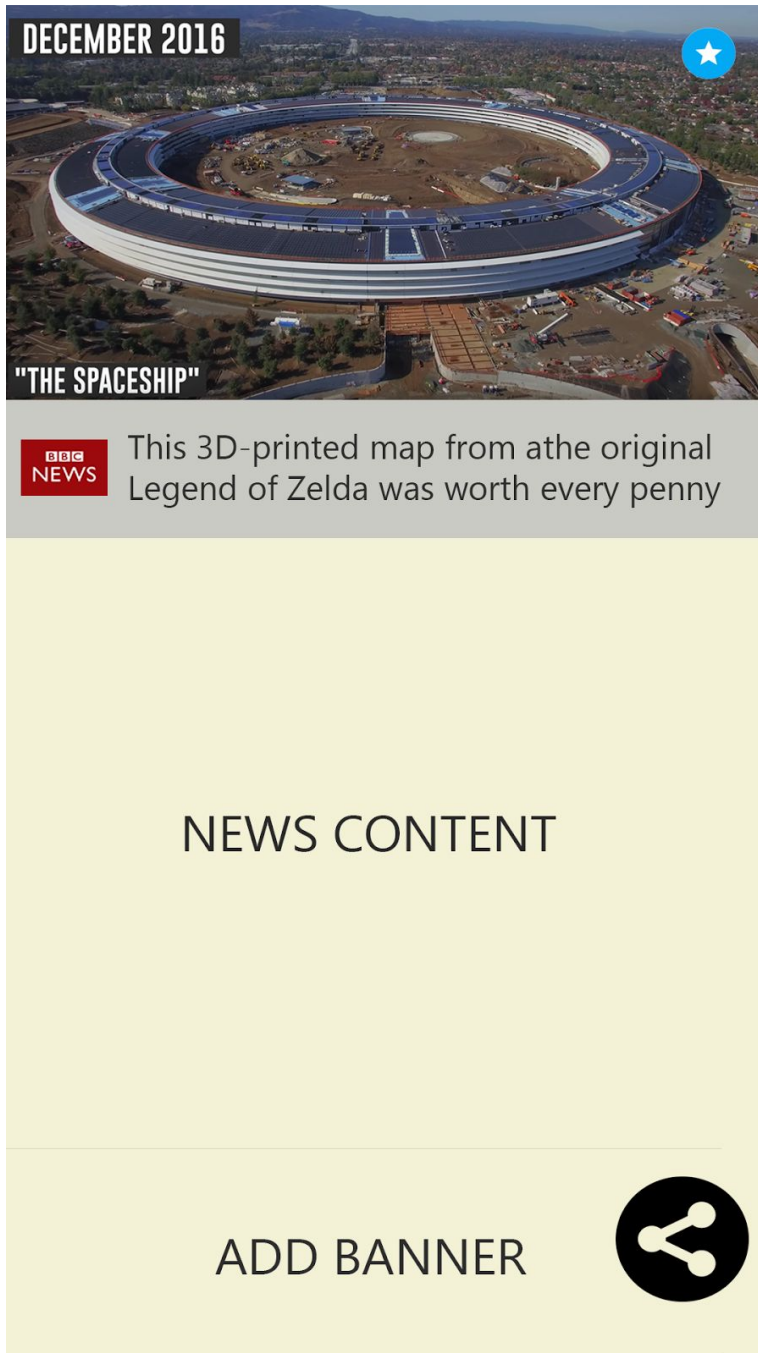 DECEMBER 2016
"THE SPACESHIP"
BBC
NEWS
This 3D-printed map from athe original
Legend of Zelda was worth every penny
NEWS CONTENT
ADD BANNER